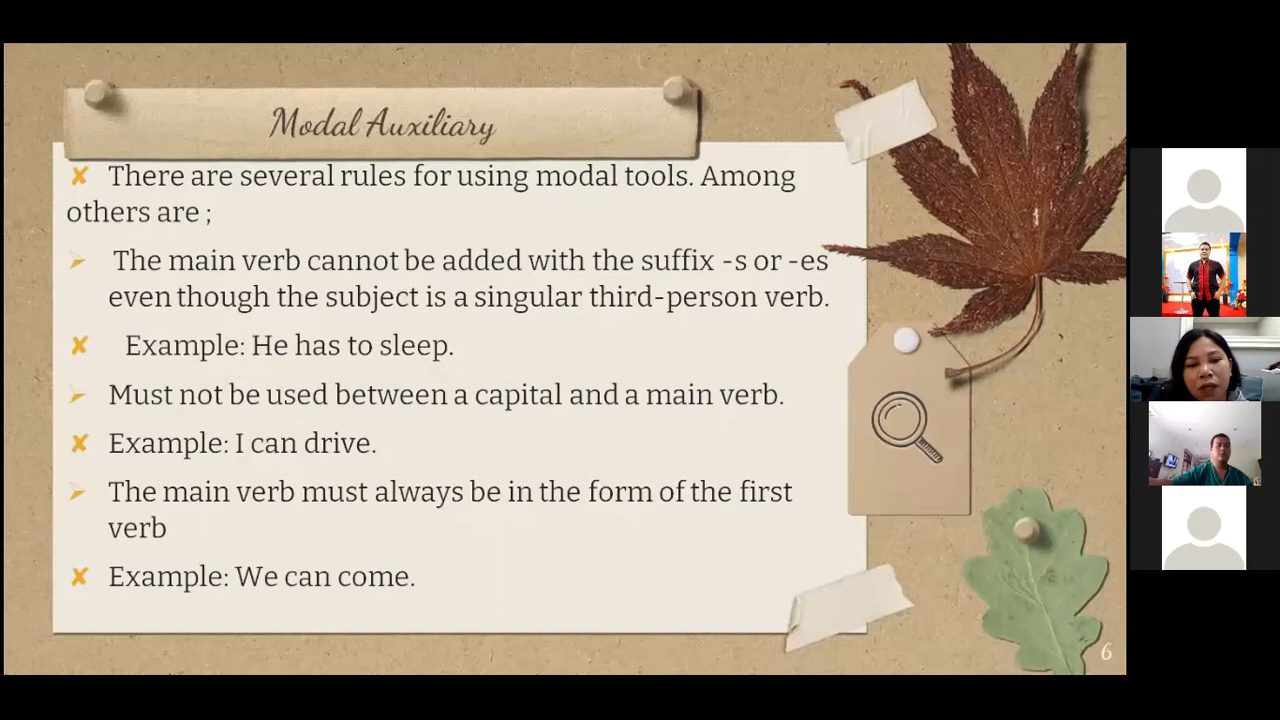 Modal Auxiliary
✘ There are several rules for using modal tools. Among
others are ;
➢ The main verb cannot be added with the suffix -s or -es
even though the subject is a singular third-person verb.
✘ Example: He has to sleep.
➢ Must not be used between a capital and a main verb.
✘ Example: I can drive.
➢ The main verb must always be in the form of the first
verb
✘ Example: We can come.
6